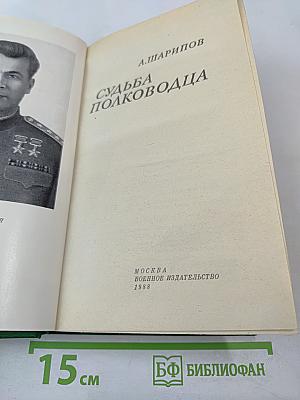 А.ШАРИПОВ
СУДЬБА
ПОЛКОВОДЦА
МОСКВА
ВОЕННОЕ ИЗДАТЕЛЬСТВО
1988
15 см
БФ БИБЛИОФАН